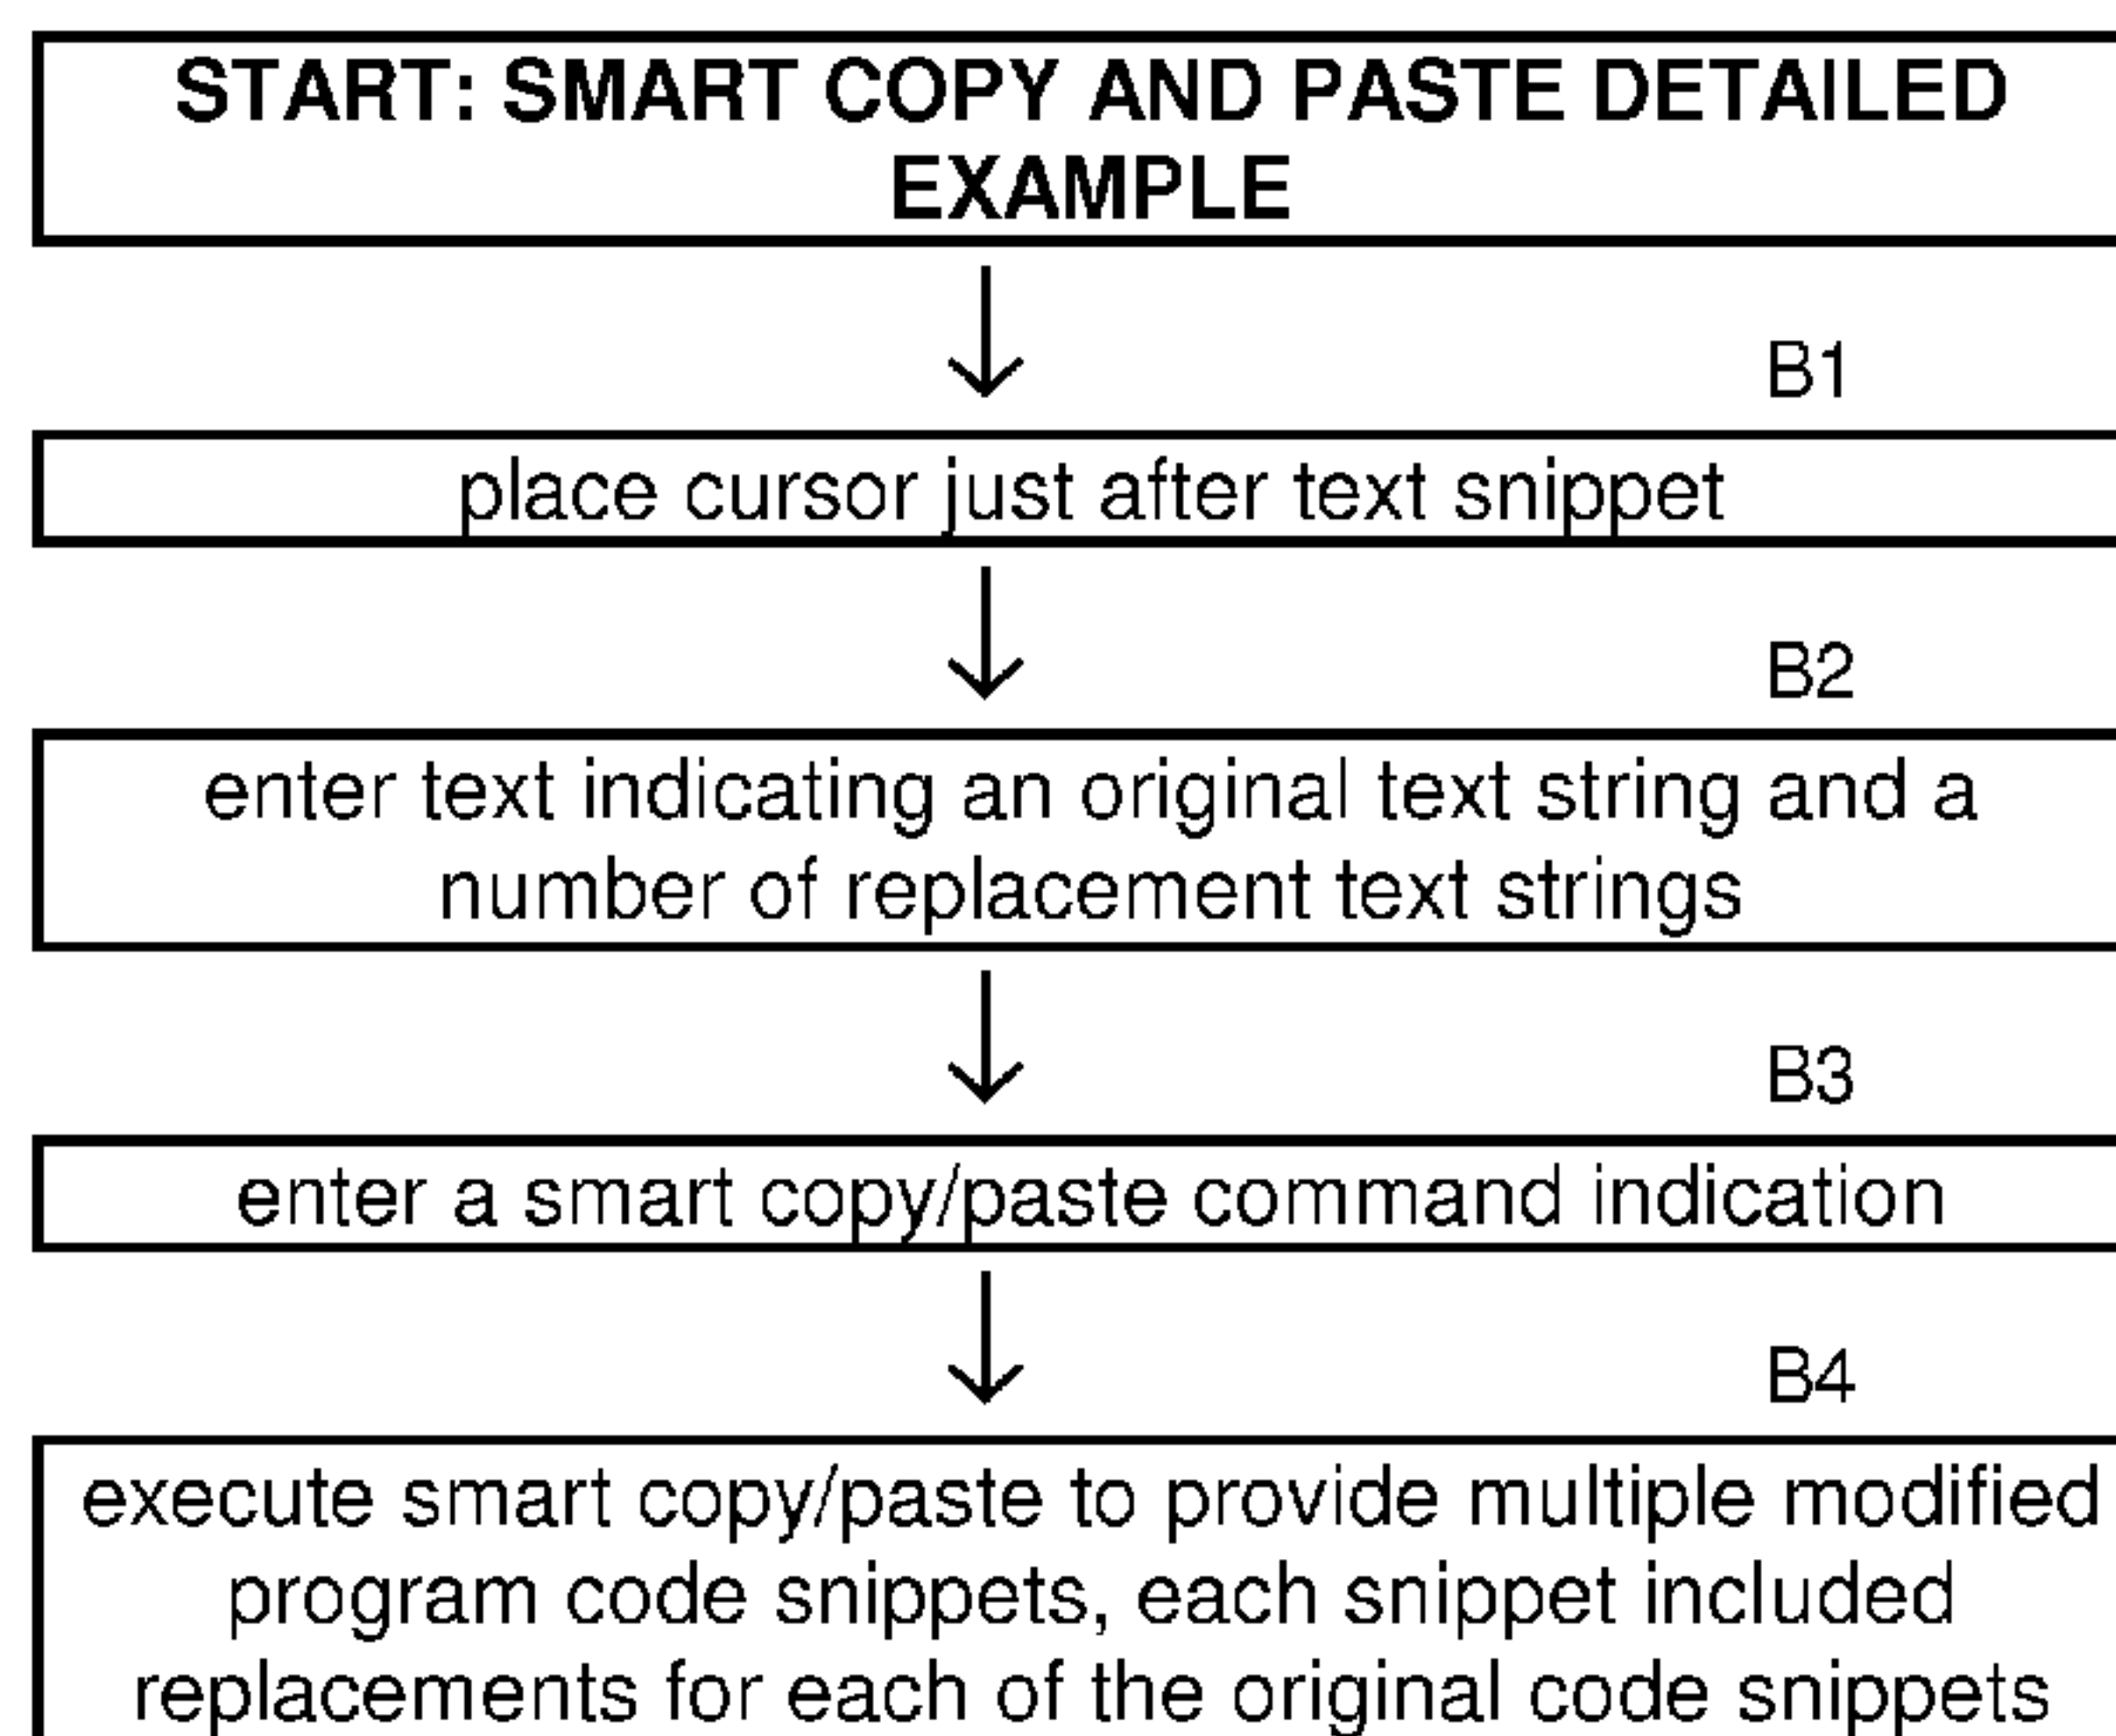 START: SMART COPY AND PASTE DETAILED
EXAMPLE
B1
place cursor just after text snippet
B2
enter text indicating an original text string and a
number of replacement text strings
B3
enter a smart copy/paste command indication
B4
execute smart copy/paste to provide multiple modified
program code snippets, each snippet included
replacements for each of the original code snippets